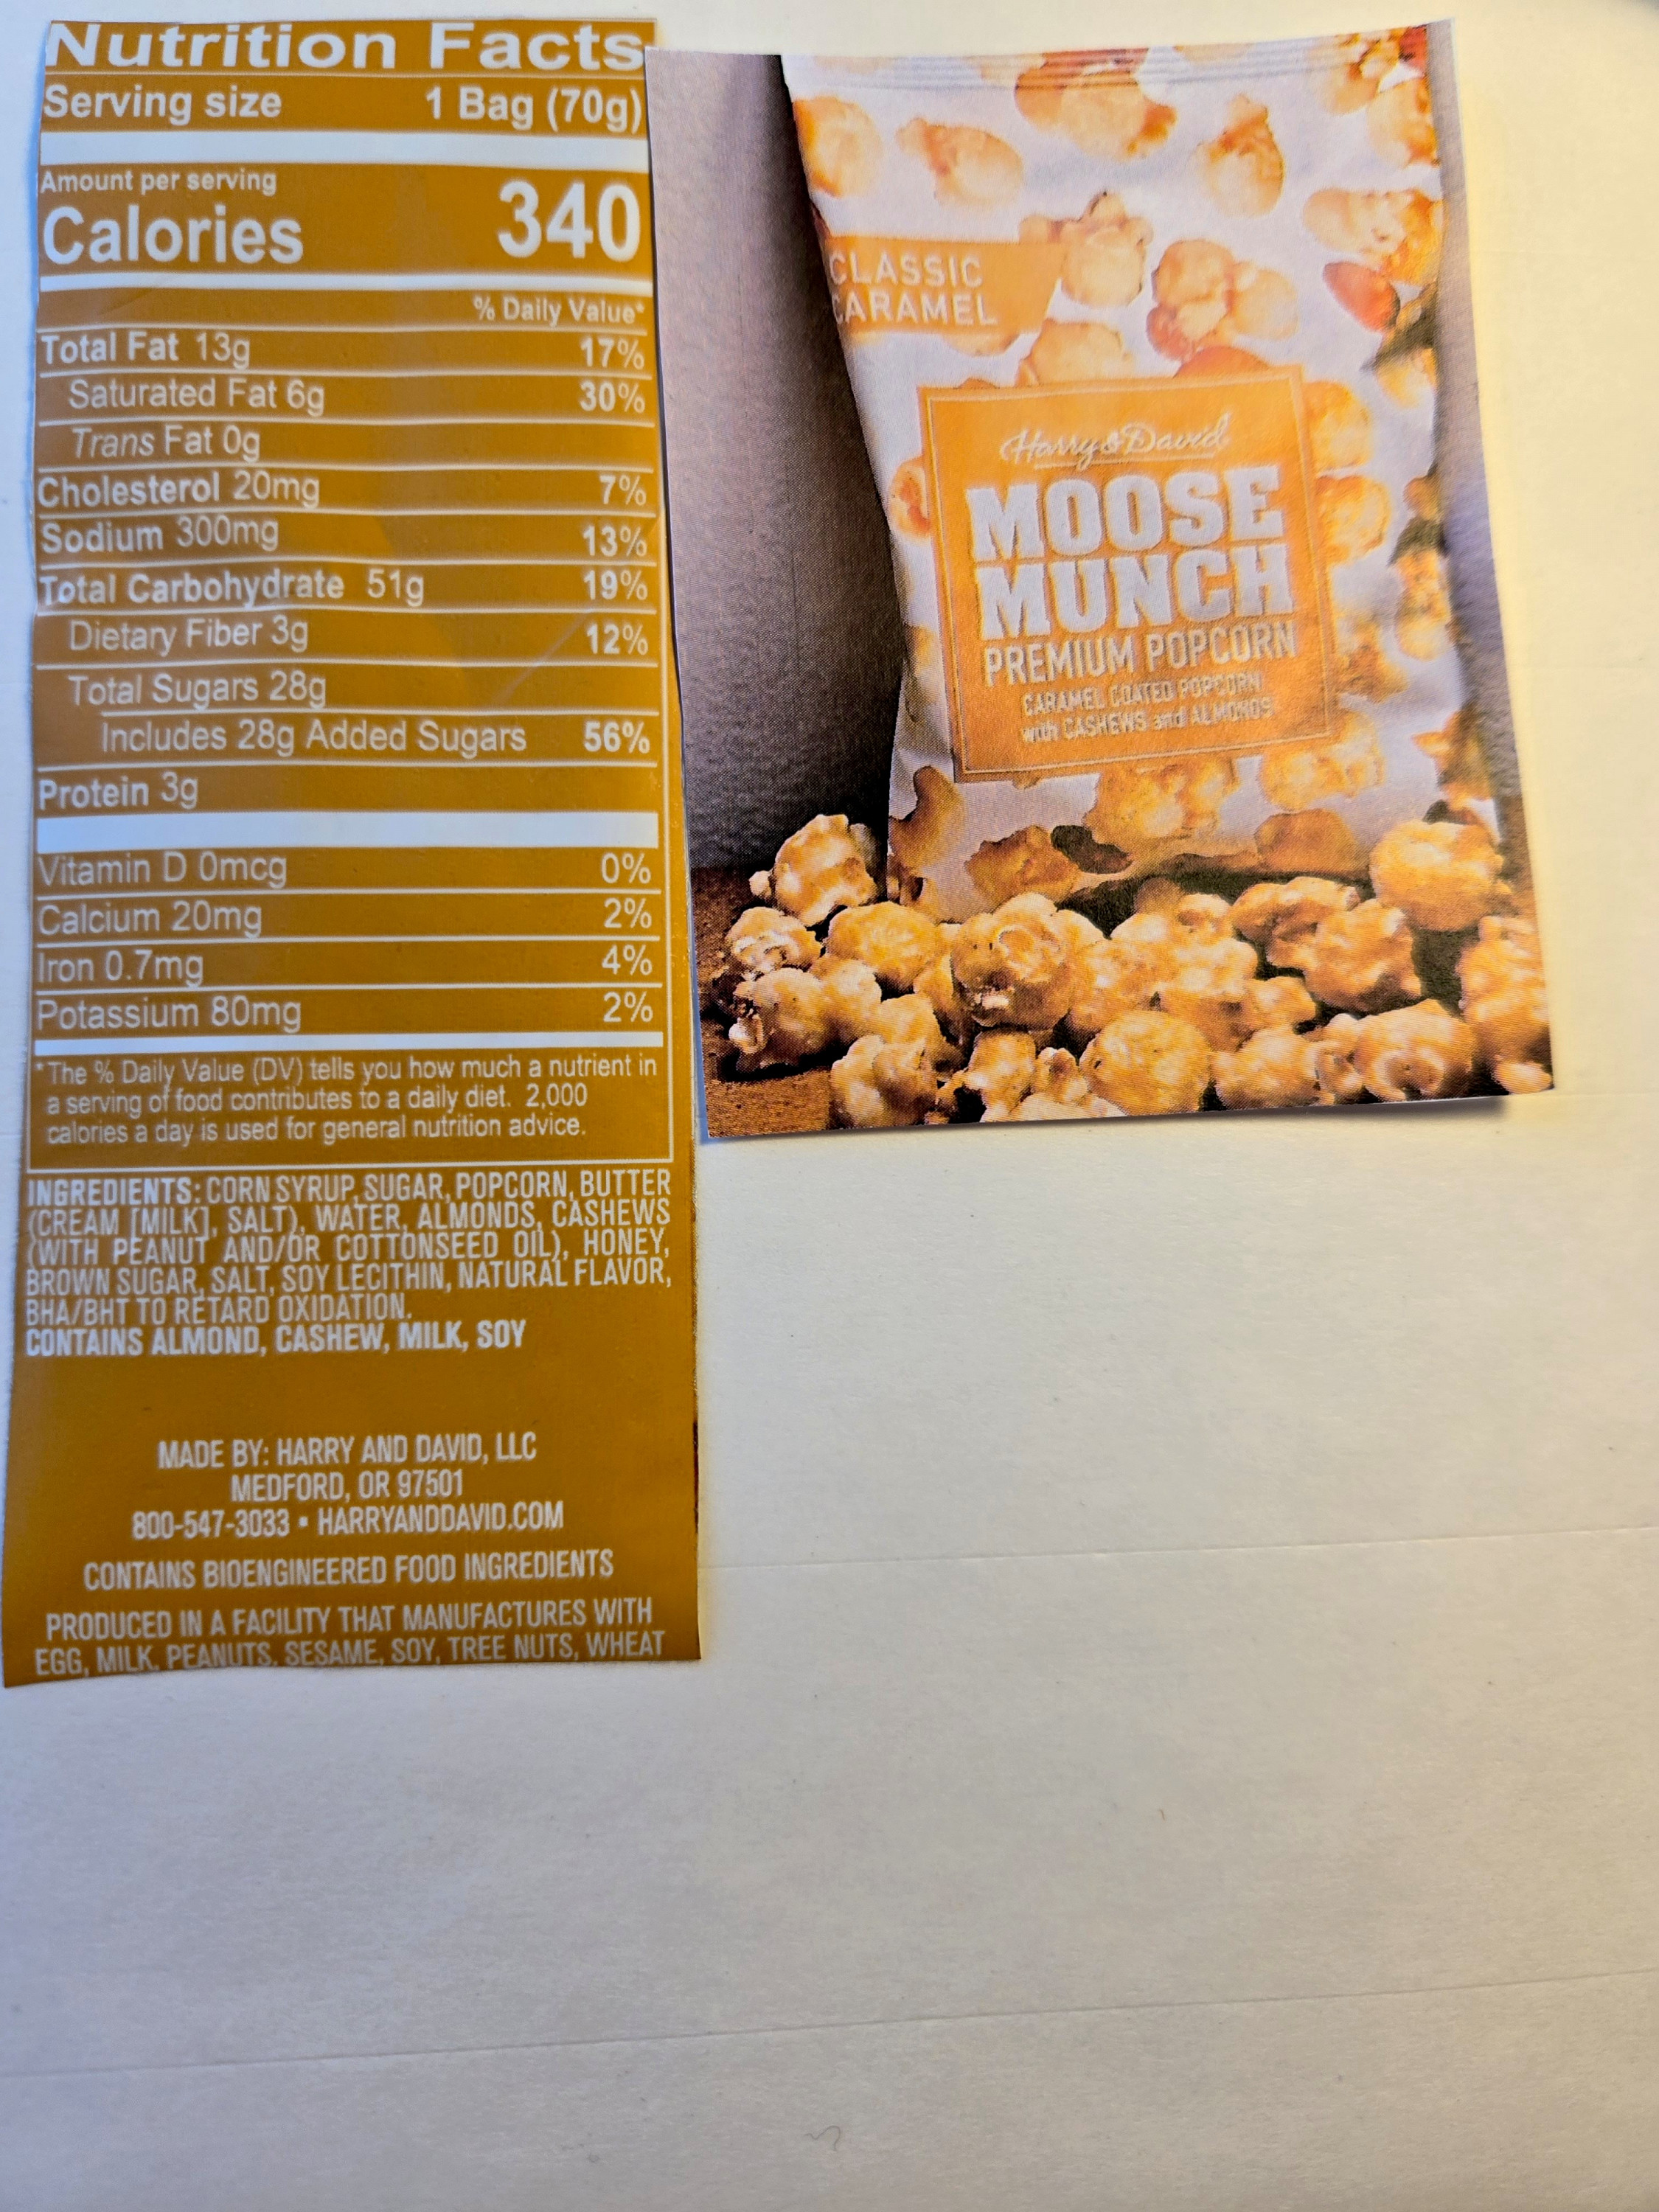 Nutrition Facts
Serving size 1 Bag (70g)
Amount per serving
Calories 340
% Daily Value*
Total Fat 13g 17%
Saturated Fat 6g 30%
Trans Fat 0g
Cholesterol 20mg 7%
Sodium 300mg 13%
Total Carbohydrate 51g 19%
Dietary Fiber 3g 12%
Total Sugars 28g
Includes 28g Added Sugars 56%
Protein 3g
Vitamin D 0mcg 0%
Calcium 20mg 2%
Iron 0.7mg 4%
Potassium 80mg 2%
*The % Daily Value (DV) tells you how much a nutrient in
a serving of food contributes to a daily diet. 2,000
calories a day is used for general nutrition advice.
INGREDIENTS: CORN SYRUP, SUGAR, POPCORN, BUTTER
(CREAM [MILK], SALT), WATER, ALMONDS, CASHEWS
(WITH PEANUT AND/OR COTTONSEED OIL), HONEY,
BROWN SUGAR, SALT, SOY LECITHIN, NATURAL FLAVOR,
BHA/BHT TO RETARD OXIDATION.
CONTAINS ALMOND, CASHEW, MILK, SOY
MADE BY: HARRY AND DAVID, LLC
MEDFORD, OR 97501
800-547-3033 • HARRYANDDAVID.COM
CONTAINS BIOENGINEERED FOOD INGREDIENTS
PRODUCED IN A FACILITY THAT MANUFACTURES WITH
EGG, MILK, PEANUTS, SESAME, SOY, TREE NUTS, WHEAT
CLASSIC
CARAMEL
Harry & David
MOOSE
MUNCH
PREMIUM POPCORN
CARAMEL COATED POPCORN
with CASHEWS and ALMONDS